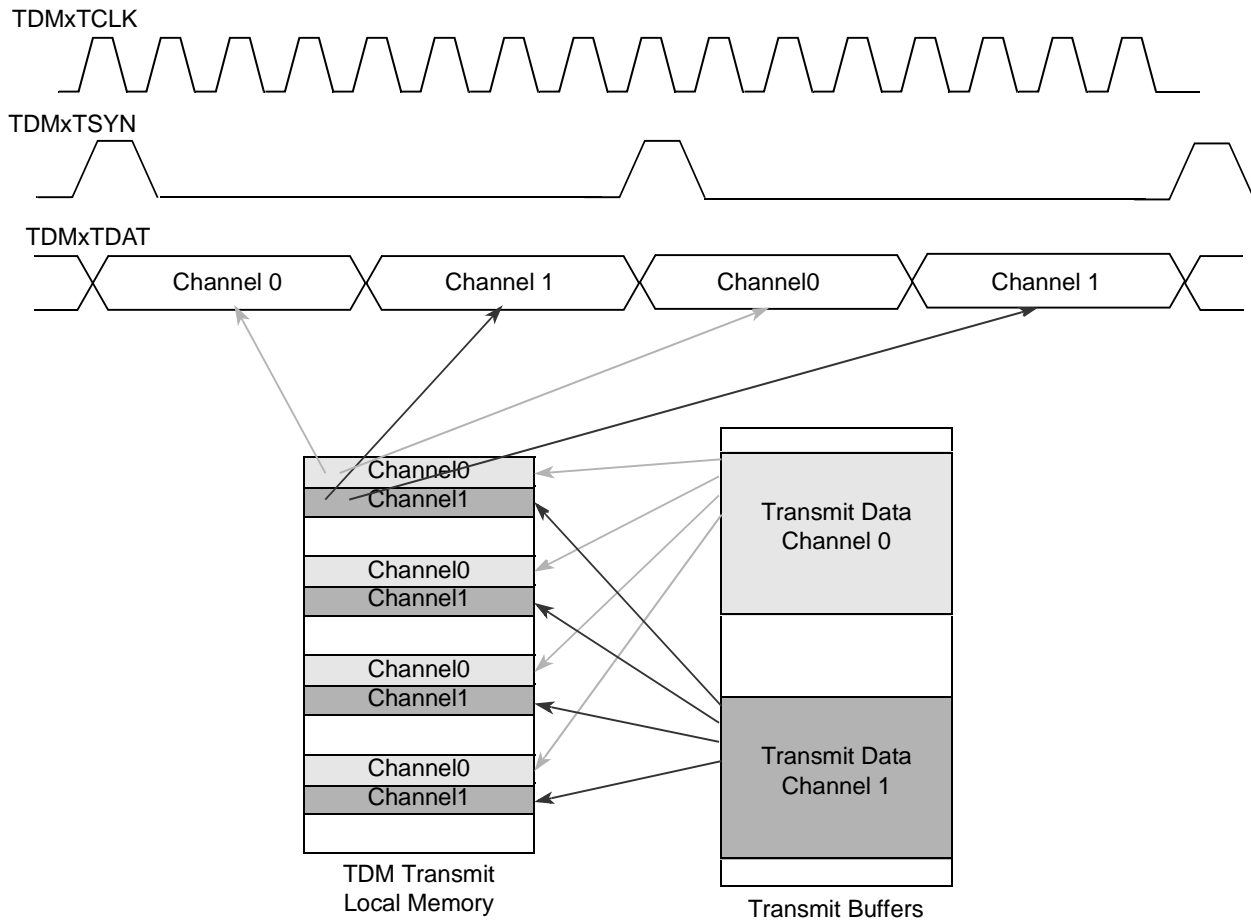 TDMxTCLK
TDMxTSYN
TDMxTDAT
Channel 0
Channel 1
Channel0
Channel 1
Channel0
Channel1
Channel0
Channel1
Channel0
Channel1
Channel0
Channel1
TDM Transmit
Local Memory
Transmit Data
Channel 0
Transmit Data
Channel 1
Transmit Buffers